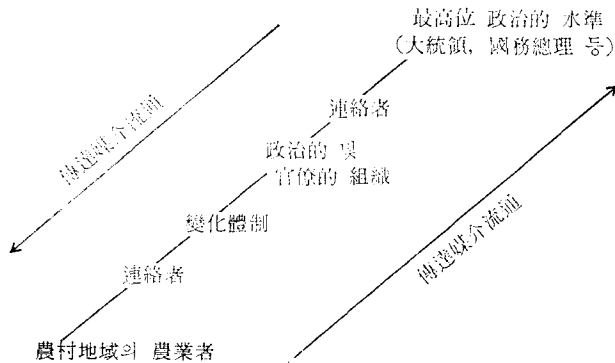 最高位 政治的 水準
(大統領, 國務總理 등)
連絡者
傳達媒介流通
政治的 및
官僚的 組織
變化體制
傳達媒介流通
連絡者
農村地域의 農業者